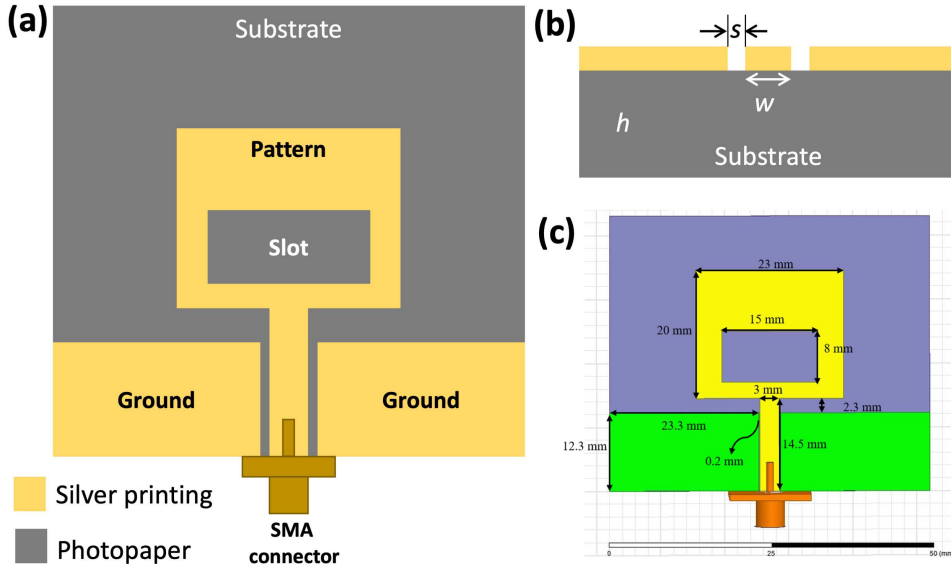 (a)
Substrate
Pattern
Slot
Ground
Ground
Silver printing
Photopaper
SMA
connector
(b)
s
w
h
Substrate
(c)
23 mm
20 mm
15 mm
8 mm
3 mm
2.3 mm
23.3 mm
12.3 mm
14.5 mm
0.2 mm
0
25
50 (mm